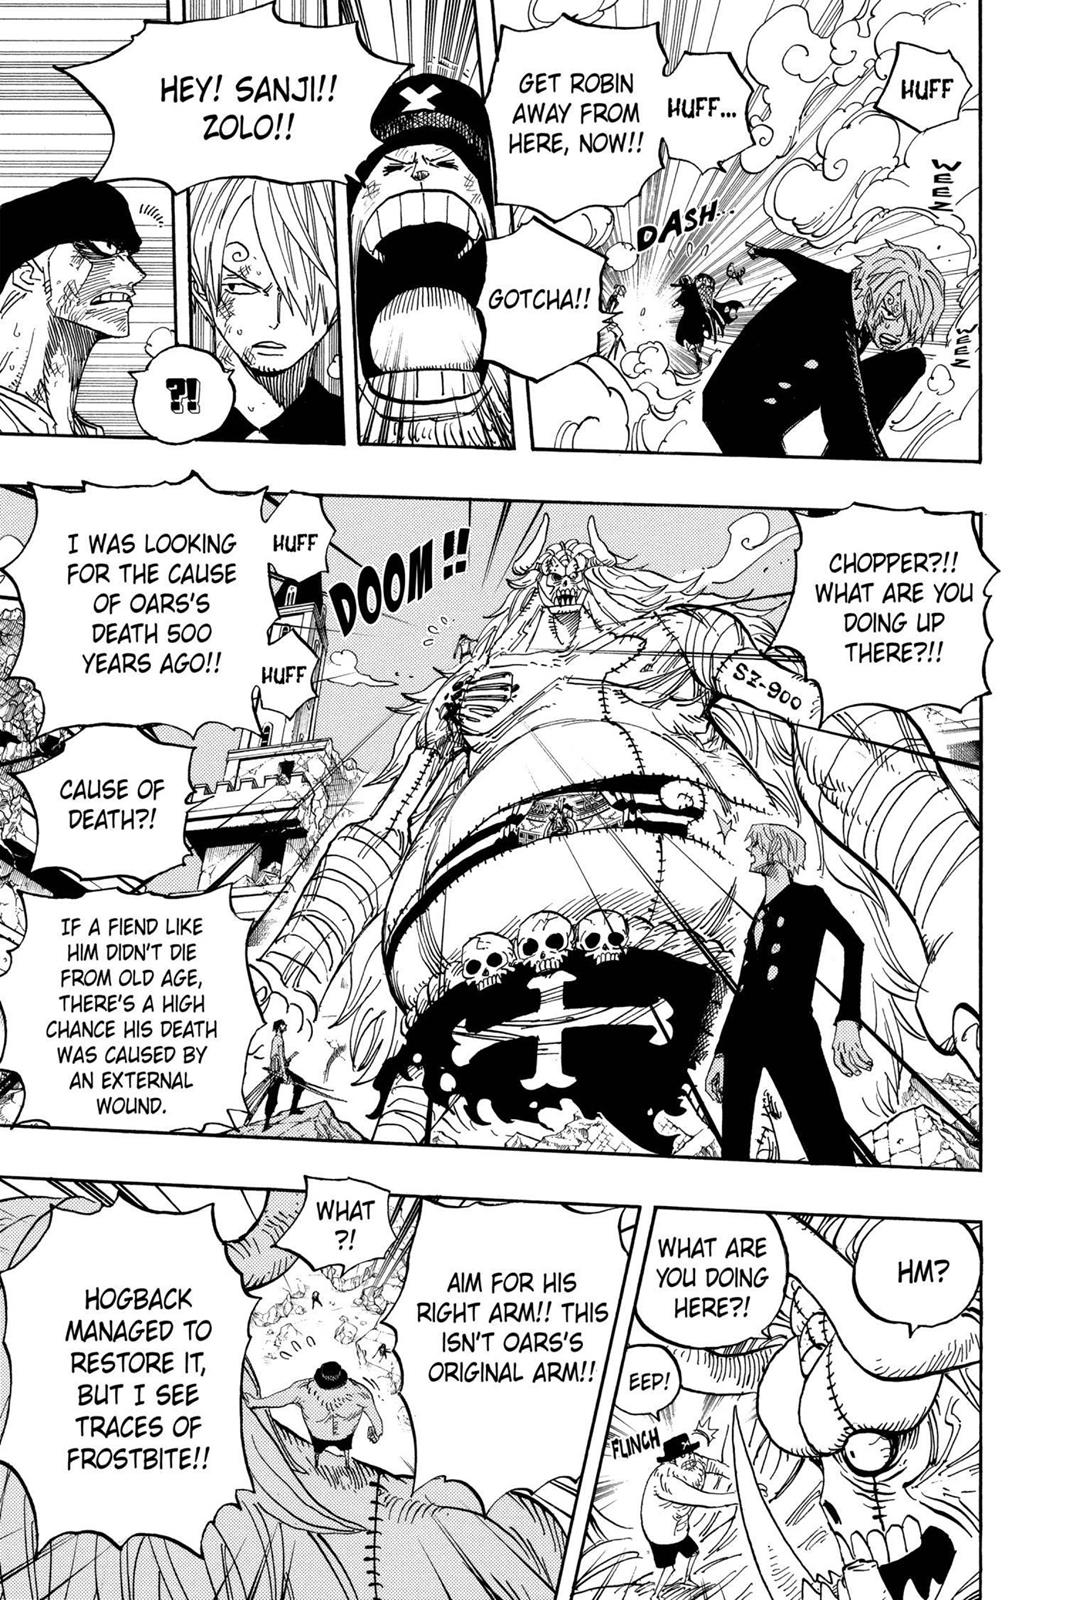 HUFF
WEEZ
WEEZ
HUFF...
DASH...
GET ROBIN
AWAY FROM
HERE, NOW!!
GOTCHA!!
HEY! SANJI!!
ZOLO!!
?!
CHOPPER?!!
WHAT ARE YOU
DOING UP
THERE?!!
SZ-900
DOOM!!
HUFF
HUFF
I WAS LOOKING
FOR THE CAUSE
OF OARS'S
DEATH 500
YEARS AGO!!
CAUSE OF
DEATH?!
IF A FIEND LIKE
HIM DIDN'T DIE
FROM OLD AGE,
THERE'S A HIGH
CHANCE HIS DEATH
WAS CAUSED BY
AN EXTERNAL
WOUND.
HM?
WHAT ARE
YOU DOING
HERE?!
EEP!
FLINCH
AIM FOR HIS
RIGHT ARM!! THIS
ISN'T OARS'S
ORIGINAL ARM!!
WHAT
?!
HOGBACK
MANAGED TO
RESTORE IT,
BUT I SEE
TRACES OF
FROSTBITE!!